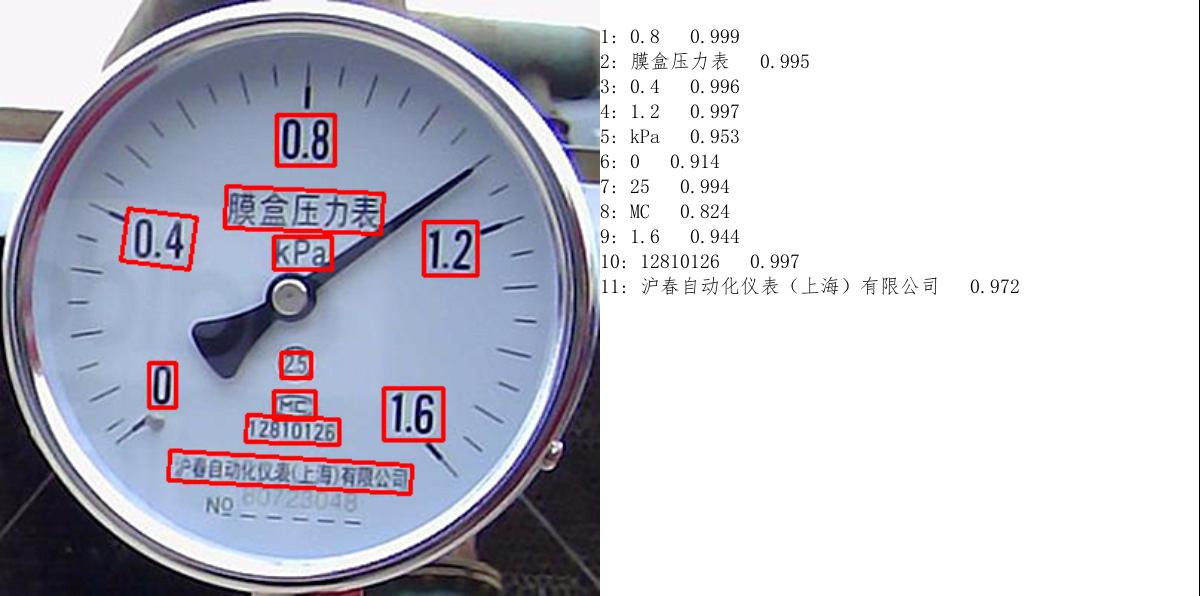 0.8
膜盒压力表
0.4
kPa
1.2
2.5
0
MC
1.6
12810126
沪春自动化仪表(上海)有限公司
80723048
No
1: 0.8 0.999
2: 膜盒压力表 0.995
3: 0.4 0.996
4: 1.2 0.997
5: kPa 0.953
6: 0 0.914
7: 25 0.994
8: MC 0.824
9: 1.6 0.944
10: 12810126 0.997
11: 沪春自动化仪表（上海）有限公司 0.972